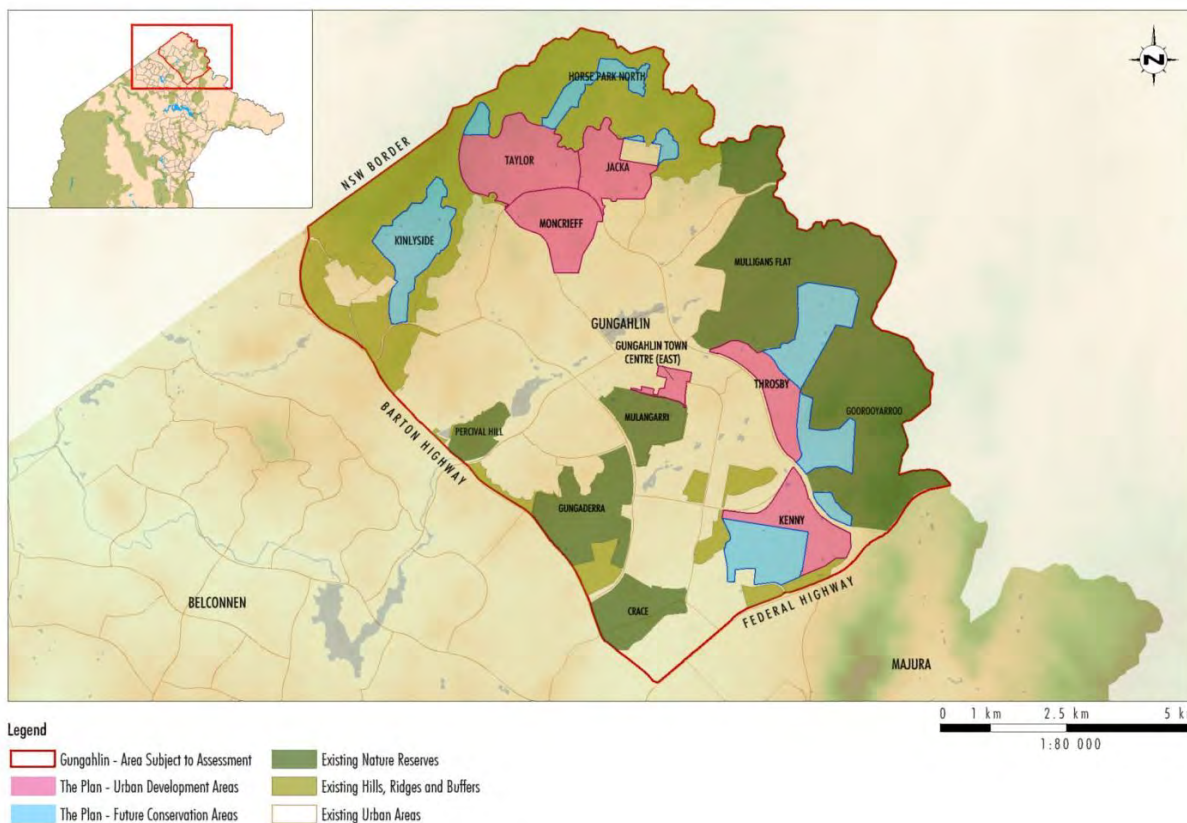 N
HORSE PARK NORTH
NSW BORDER
TAYLOR
JACKA
MONCRIEFF
KINLYSIDE
MULLIGANS FLAT
GUNGAHLIN
GUNGAHLIN TOWN
CENTRE (EAST)
THROSBY
GOOROOYARROO
MULANGARRI
PERCIVAL HILL
BARTON HIGHWAY
GUNGADERRA
KENNY
BELCONNEN
CRACE
FEDERAL HIGHWAY
MAJURA
0 1 km 2.5 km 5 k
1:80 000
Legend
Gungahlin - Area Subject to Assessment
The Plan - Urban Development Areas
The Plan - Future Conservation Areas
Existing Nature Reserves
Existing Hills, Ridges and Buffers
Existing Urban Areas